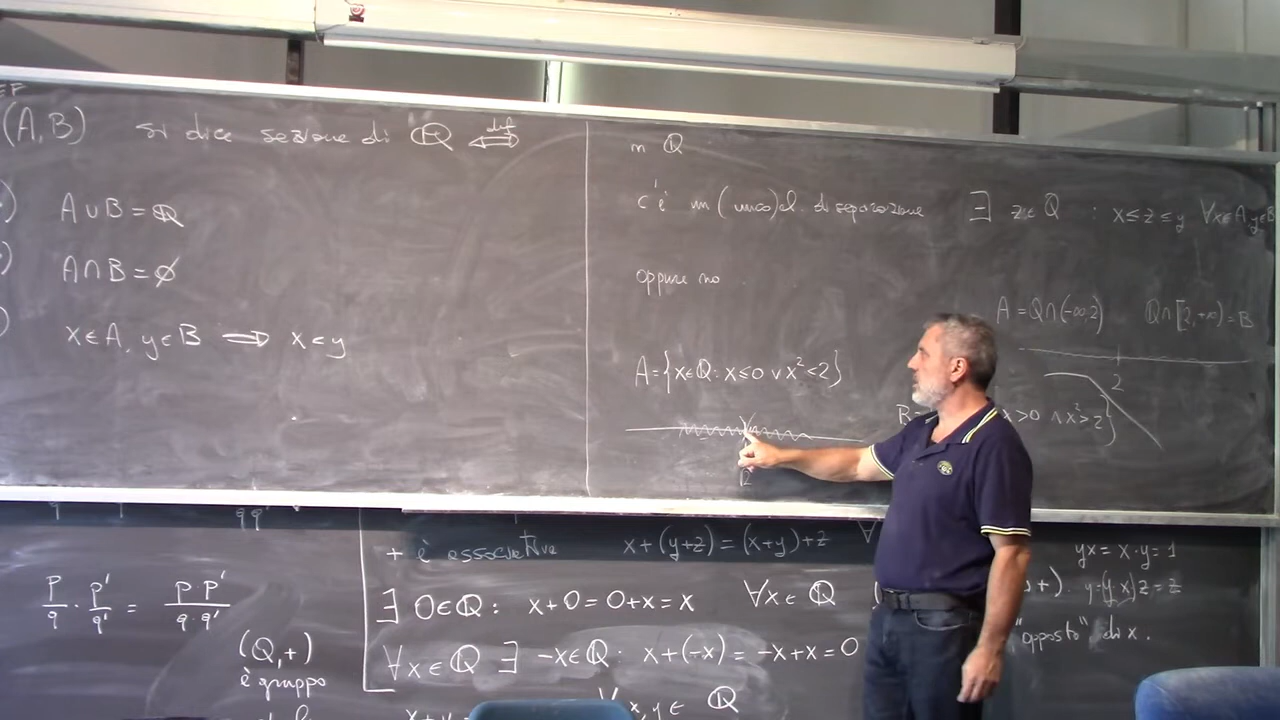 (A,B) si dice sezione di ℚ ⟺ def
A∪B=ℚ
A∩B=∅
x∈A, y∈B ⟹ x<y
in ℚ
c'è un (unico) el. di separazione ∃ z∈ℚ : x≤z≤y ∀x∈A, y∈B
oppure no
A=ℚ∩(-∞,2) ℚ∩[2,+∞)=B
2
A={x∈ℚ: x≤0 ∨ x²<2}
B= x>0 ∧ x²>2}
√2
+ è associativa x+(y+z)=(x+y)+z ∀
∃ 0∈ℚ: x+0=0+x=x ∀x∈ℚ
∀x∈ℚ ∃ -x∈ℚ: x+(-x)=-x+x=0
"opposto" di x.
yx=x·y=1
y·(y x)z=z
p/q · p'/q' = p·p'/q·q'
(Q,+)
è gruppo
x,y∈ ℚ